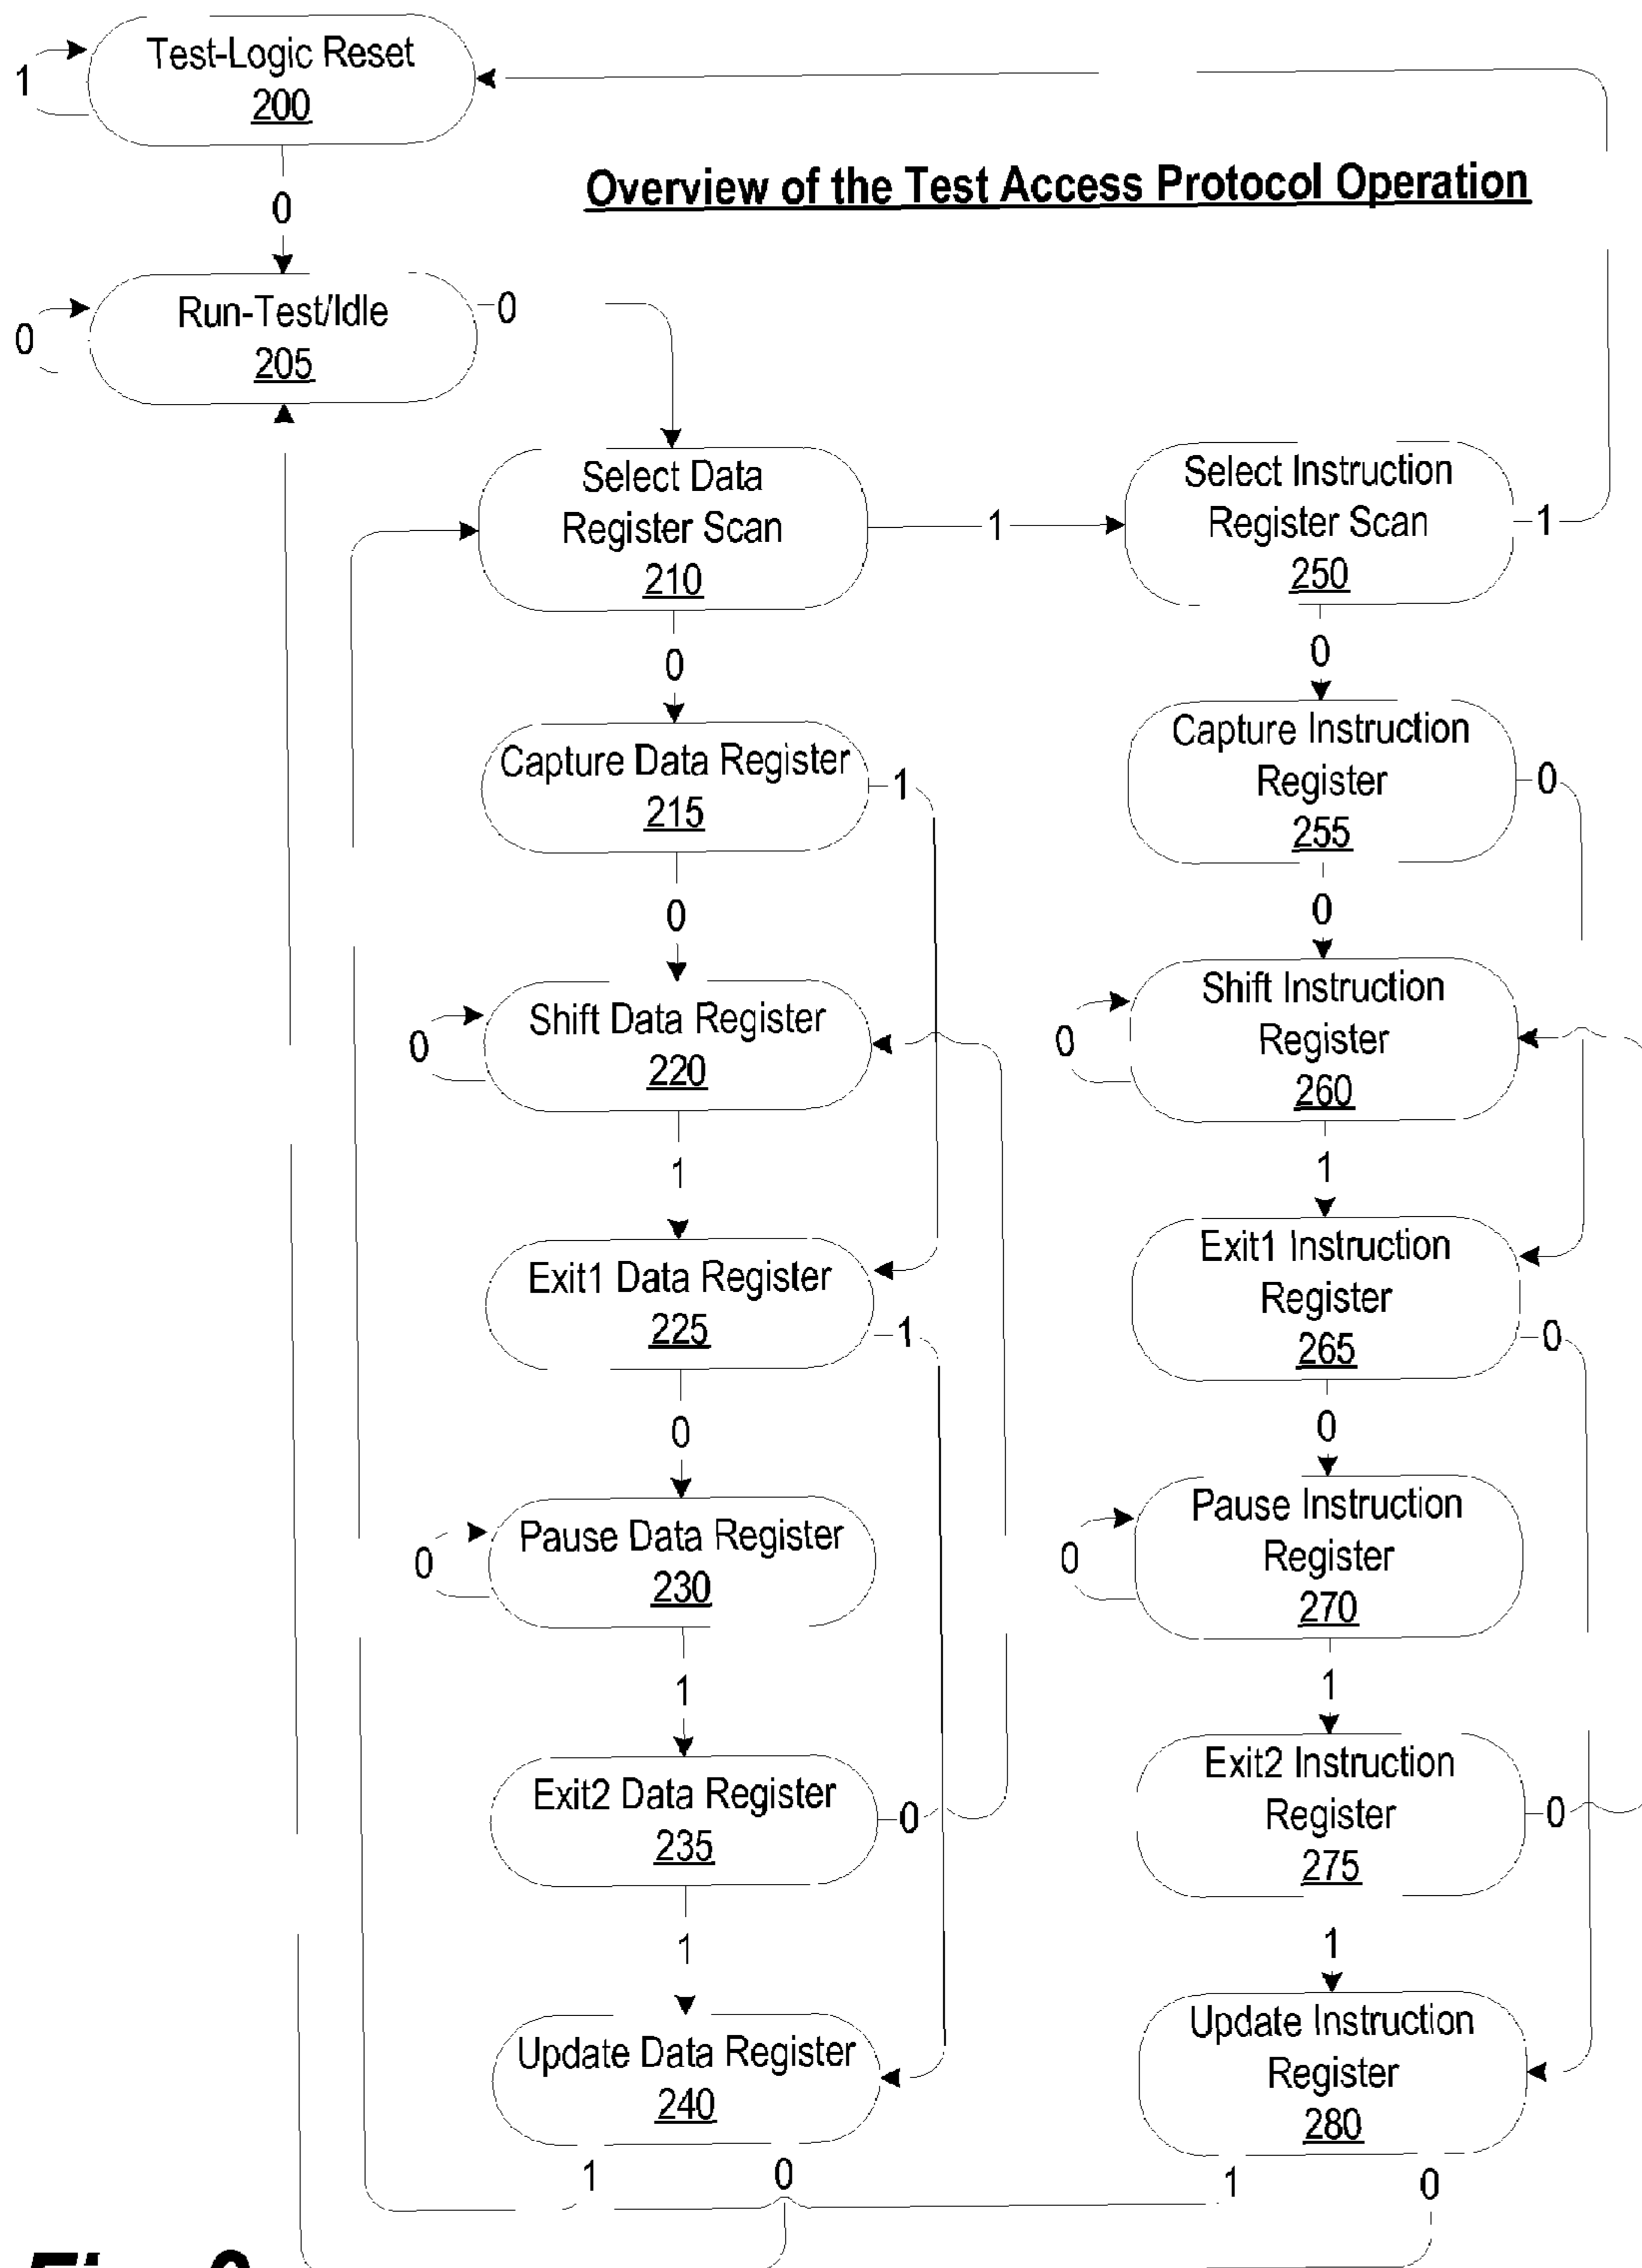 Test-Logic Reset
200
1
0
Overview of the Test Access Protocol Operation
Run-Test/Idle
205
0
0
Select Data
Register Scan
210
1
Select Instruction
Register Scan
250
1
0
0
Capture Data Register
215
1
Capture Instruction
Register
255
0
0
0
Shift Data Register
220
0
Shift Instruction
Register
260
0
1
1
Exit1 Data Register
225
1
Exit1 Instruction
Register
265
0
0
0
Pause Data Register
230
0
Pause Instruction
Register
270
0
1
1
Exit2 Data Register
235
0
Exit2 Instruction
Register
275
0
1
1
Update Data Register
240
Update Instruction
Register
280
1
0
1
0